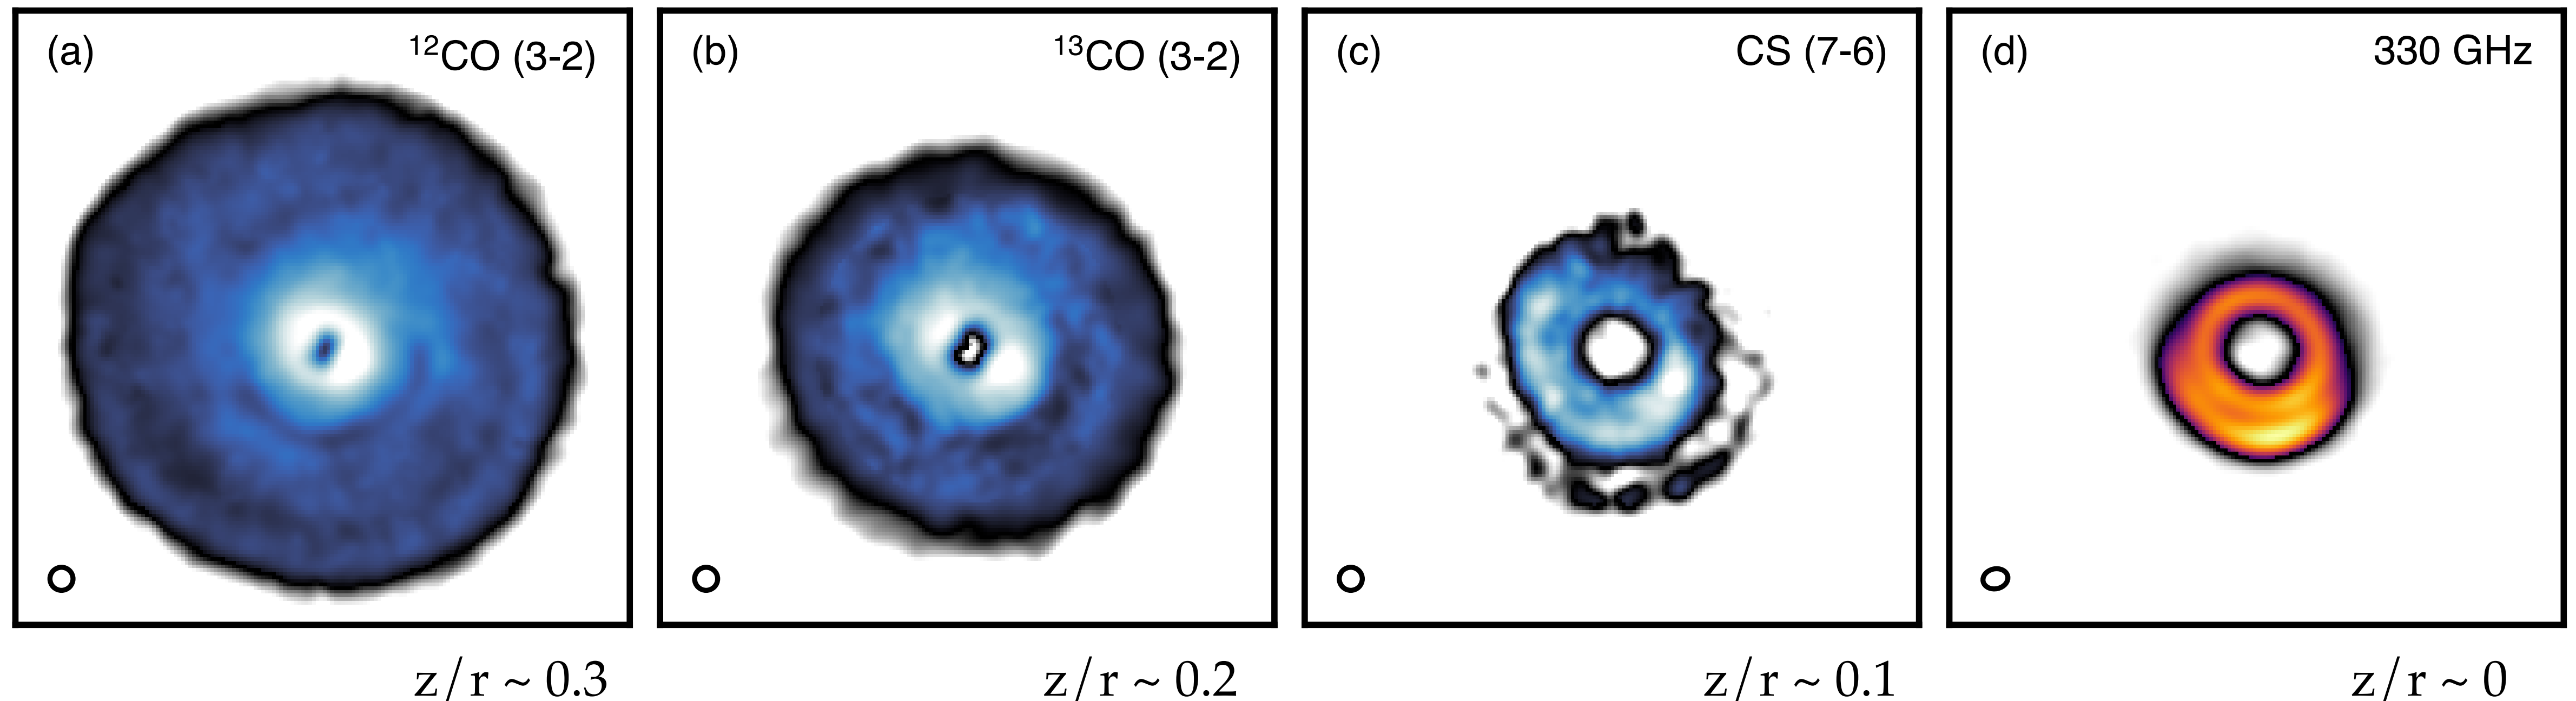 (a) ¹²CO (3-2)
(b) ¹³CO (3-2)
(c) CS (7-6)
(d) 330 GHz
z/r ~ 0.3
z/r ~ 0.2
z/r ~ 0.1
z/r ~ 0